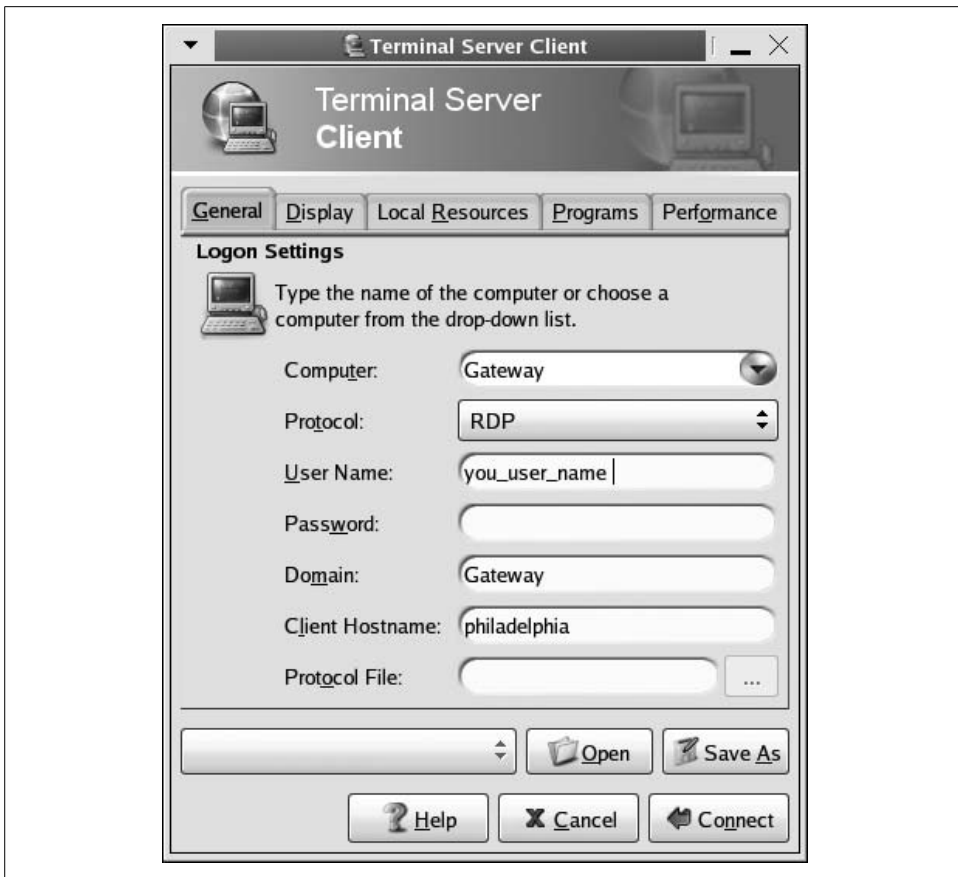 Terminal Server Client
Terminal Server
Client
General Display Local Resources Programs Performance
Logon Settings
Type the name of the computer or choose a
computer from the drop-down list.
Computer: Gateway
Protocol: RDP
User Name: you_user_name
Password:
Domain: Gateway
Client Hostname: philadelphia
Protocol File: ...
Open Save As
Help Cancel Connect